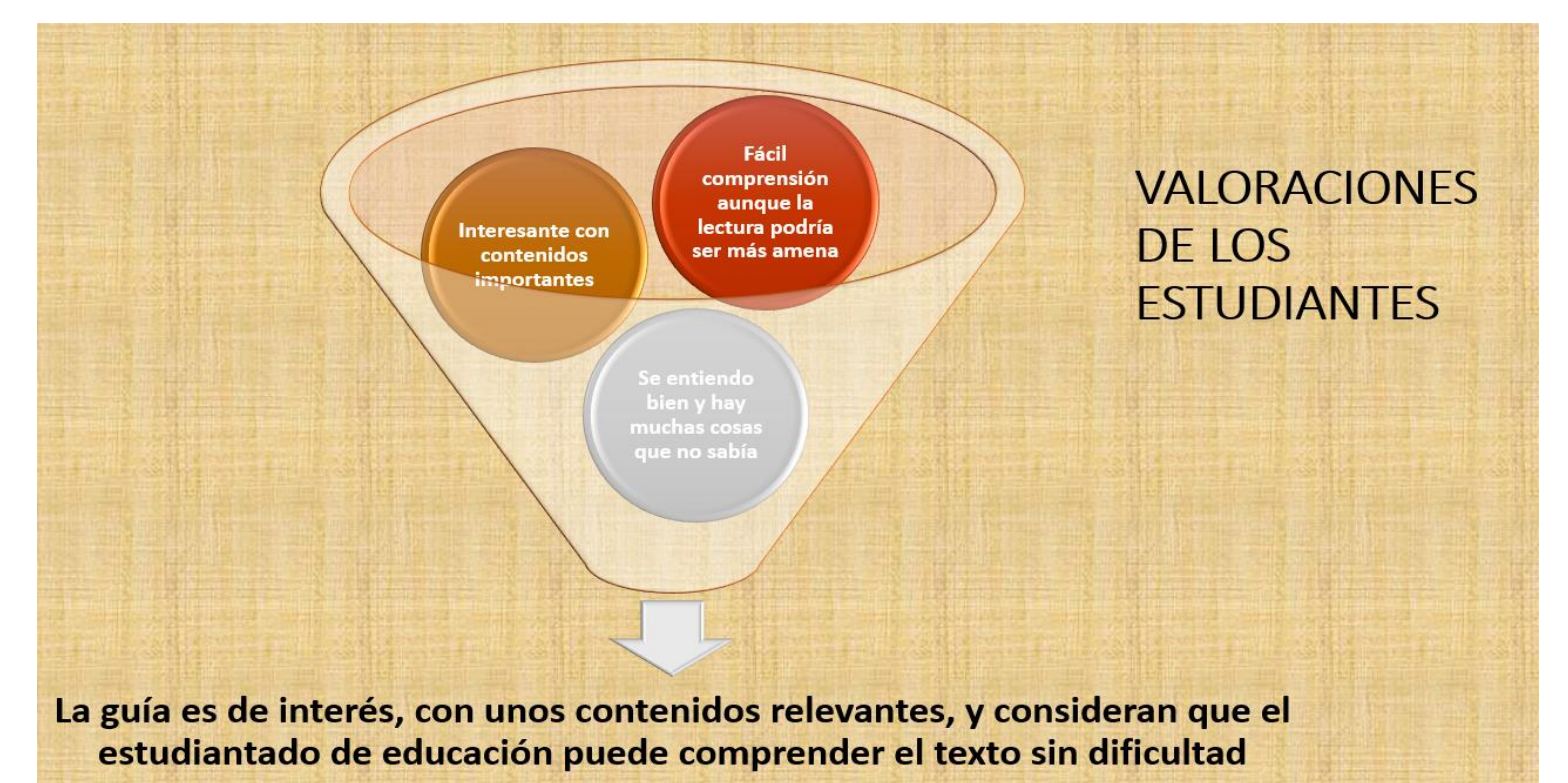 VALORACIONES
DE LOS
ESTUDIANTES
Fácil
comprensión
aunque la
lectura podría
ser más amena
Interesante con
contenidos
importantes
Se entiendo
bien y hay
muchas cosas
que no sabía
La guía es de interés, con unos contenidos relevantes, y consideran que el
estudiantado de educación puede comprender el texto sin dificultad